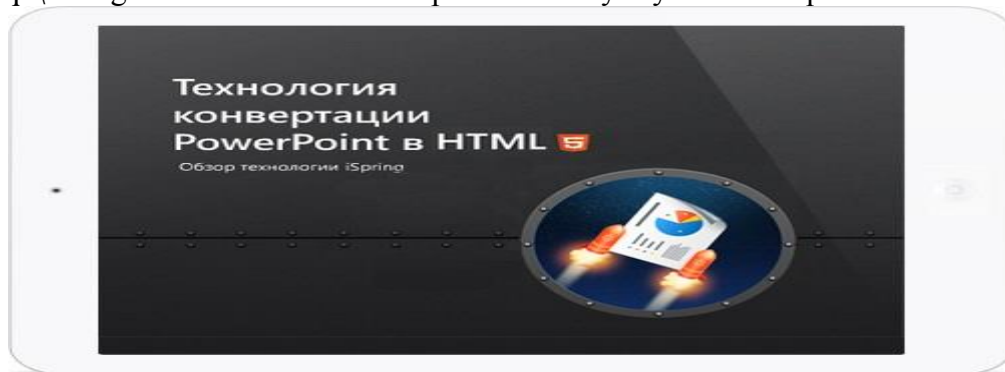 Технология
конвертации
PowerPoint в HTML 5
Обзор технологии iSpring